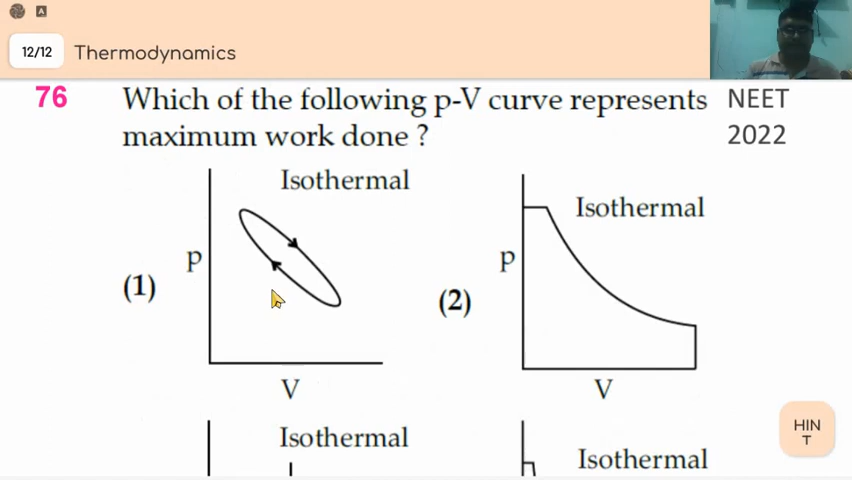 12/12 Thermodynamics
76 Which of the following p-V curve represents NEET
maximum work done ? 2022
Isothermal
p
(1)
V
Isothermal
p
(2)
V
HIN
T
Isothermal
Isothermal